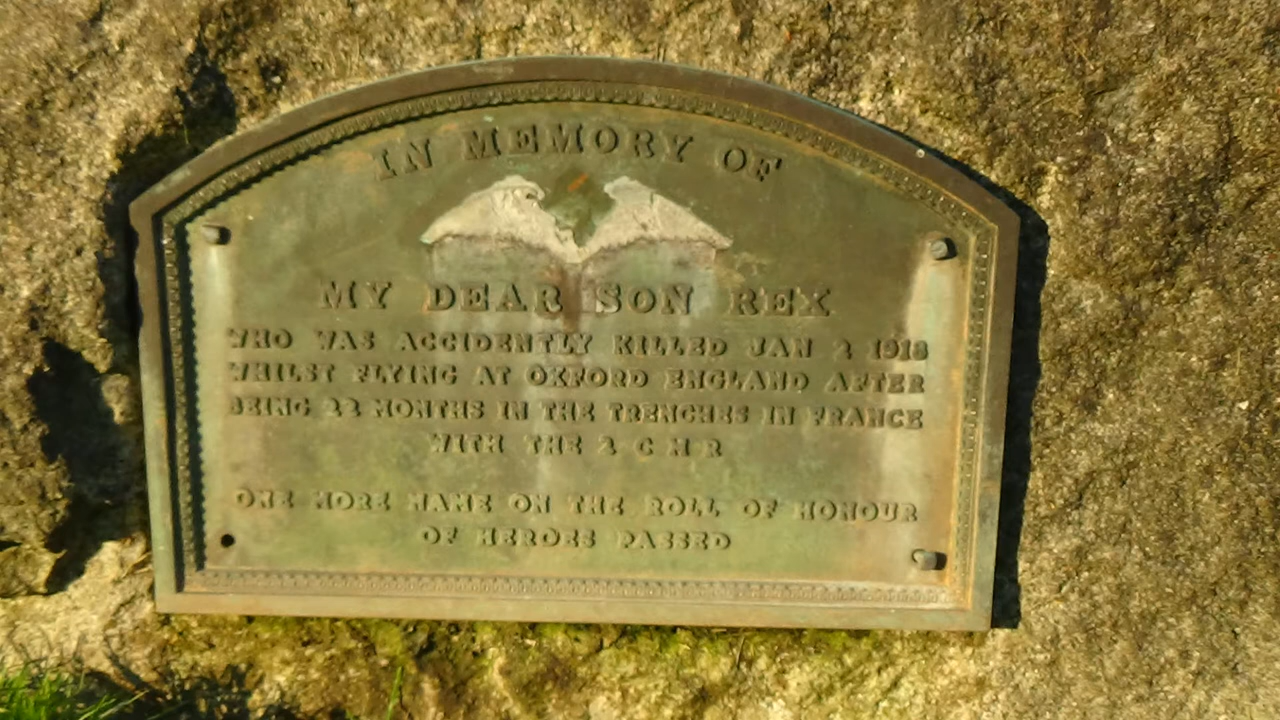 IN MEMORY OF
MY DEAR SON REX
WHO WAS ACCIDENTLY KILLED JAN 2 1918
WHILST FLYING AT OXFORD ENGLAND AFTER
BEING 22 MONTHS IN THE TRENCHES IN FRANCE
WITH THE 2 C M R
ONE MORE NAME ON THE ROLL OF HONOUR
OF HEROES PASSED